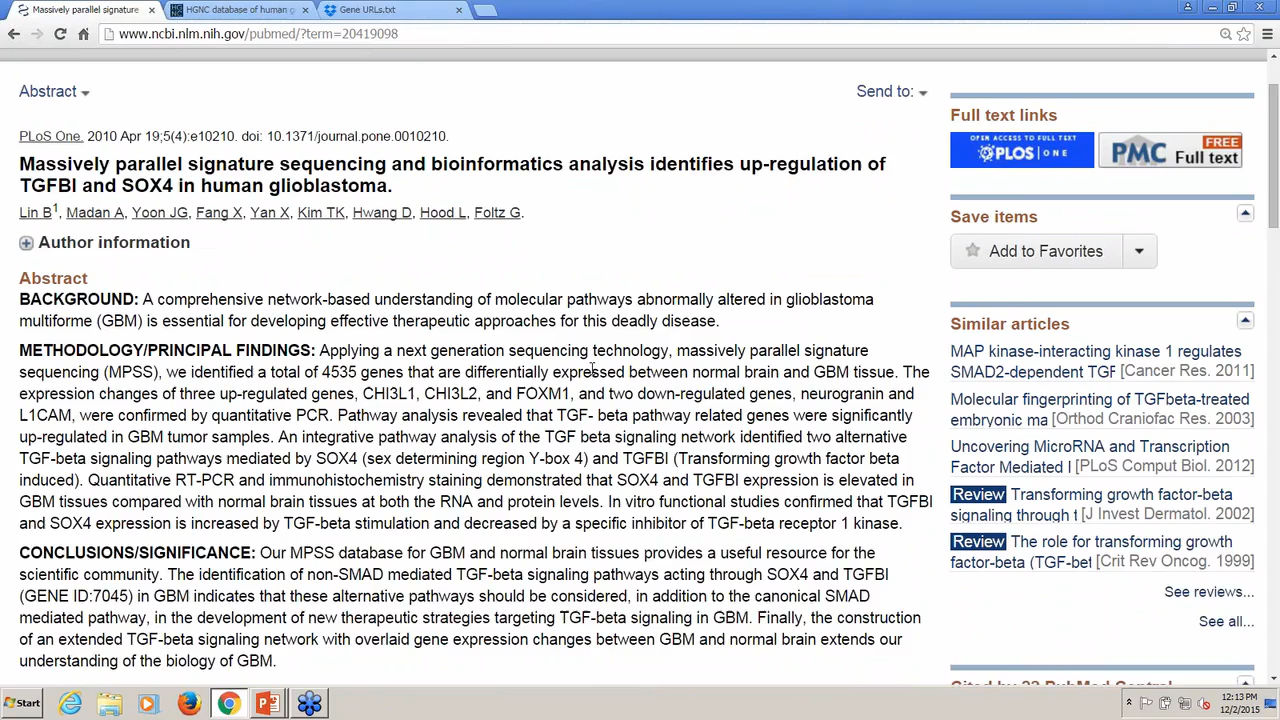 Massively parallel signature
HGNC database of human g
Gene URLs.txt
www.ncbi.nlm.nih.gov/pubmed/?term=20419098
Abstract
Send to:
PLoS One. 2010 Apr 19;5(4):e10210. doi: 10.1371/journal.pone.0010210.
Massively parallel signature sequencing and bioinformatics analysis identifies up-regulation of
TGFBI and SOX4 in human glioblastoma.
Lin B1, Madan A, Yoon JG, Fang X, Yan X, Kim TK, Hwang D, Hood L, Foltz G.
Author information
Abstract
BACKGROUND: A comprehensive network-based understanding of molecular pathways abnormally altered in glioblastoma
multiforme (GBM) is essential for developing effective therapeutic approaches for this deadly disease.
METHODOLOGY/PRINCIPAL FINDINGS: Applying a next generation sequencing technology, massively parallel signature
sequencing (MPSS), we identified a total of 4535 genes that are differentially expressed between normal brain and GBM tissue. The
expression changes of three up-regulated genes, CHI3L1, CHI3L2, and FOXM1, and two down-regulated genes, neurogranin and
L1CAM, were confirmed by quantitative PCR. Pathway analysis revealed that TGF- beta pathway related genes were significantly
up-regulated in GBM tumor samples. An integrative pathway analysis of the TGF beta signaling network identified two alternative
TGF-beta signaling pathways mediated by SOX4 (sex determining region Y-box 4) and TGFBI (Transforming growth factor beta
induced). Quantitative RT-PCR and immunohistochemistry staining demonstrated that SOX4 and TGFBI expression is elevated in
GBM tissues compared with normal brain tissues at both the RNA and protein levels. In vitro functional studies confirmed that TGFBI
and SOX4 expression is increased by TGF-beta stimulation and decreased by a specific inhibitor of TGF-beta receptor 1 kinase.
CONCLUSIONS/SIGNIFICANCE: Our MPSS database for GBM and normal brain tissues provides a useful resource for the
scientific community. The identification of non-SMAD mediated TGF-beta signaling pathways acting through SOX4 and TGFBI
(GENE ID:7045) in GBM indicates that these alternative pathways should be considered, in addition to the canonical SMAD
mediated pathway, in the development of new therapeutic strategies targeting TGF-beta signaling in GBM. Finally, the construction
of an extended TGF-beta signaling network with overlaid gene expression changes between GBM and normal brain extends our
understanding of the biology of GBM.
Full text links
OPEN ACCESS TO FULL TEXT
PLOS ONE
PMC FREE
Full text
Save items
Add to Favorites
Similar articles
MAP kinase-interacting kinase 1 regulates
SMAD2-dependent TGF [Cancer Res. 2011]
Molecular fingerprinting of TGFbeta-treated
embryonic ma [Orthod Craniofac Res. 2003]
Uncovering MicroRNA and Transcription
Factor Mediated [PLoS Comput Biol. 2012]
Review Transforming growth factor-beta
signaling through [J Invest Dermatol. 2002]
Review The role for transforming growth
factor-beta (TGF-bet [Crit Rev Oncog. 1999]
See reviews...
See all...
Cited by 22 PubMed Central
Start
12:13 PM
12/2/2015